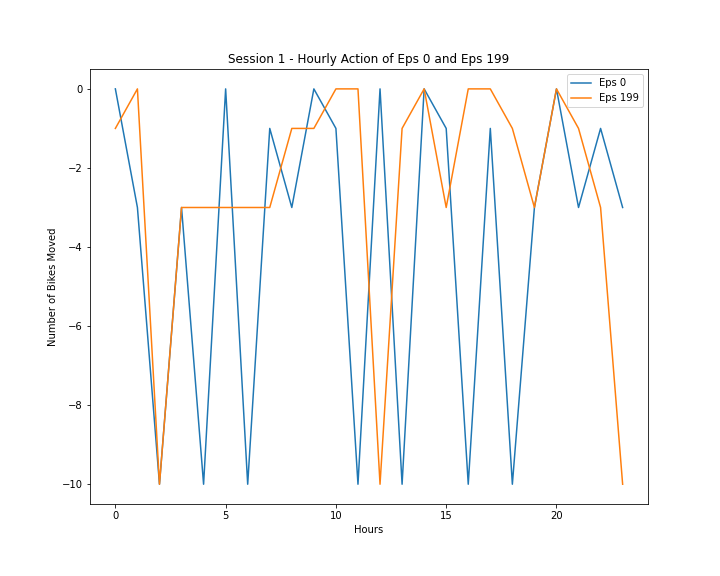 Session 1 - Hourly Action of Eps 0 and Eps 199
Eps 0
Eps 199
0
−2
−4
−6
−8
−10
Number of Bikes Moved
0 5 10 15 20
Hours